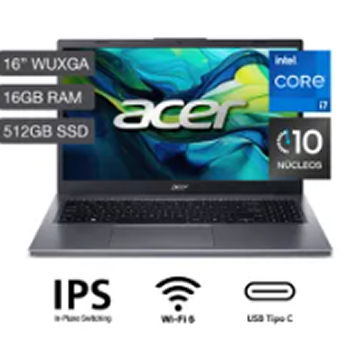 16" WUXGA
16GB RAM
512GB SSD
acer
intel
CORE
i7
10
NÚCLEOS
acer
IPS
In-Plane Switching
Wi-Fi 6
USB Tipo C